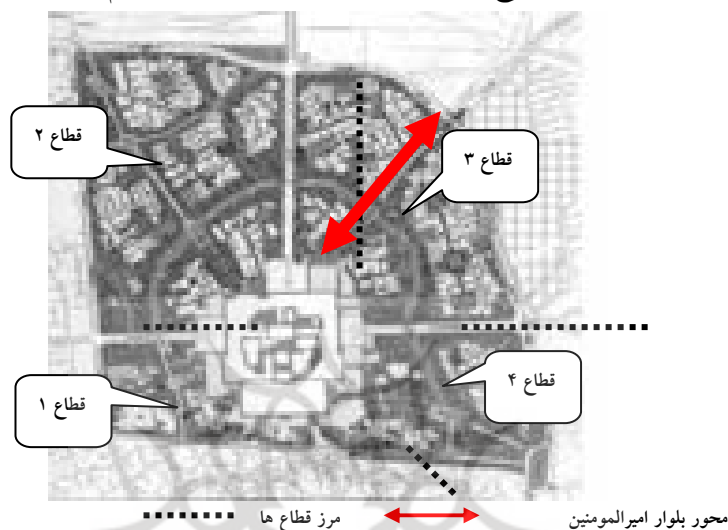 قطاع ۲
قطاع ۳
قطاع ۱
قطاع ۴
محور بلوار امیرالمومنین
مرز قطاع ها